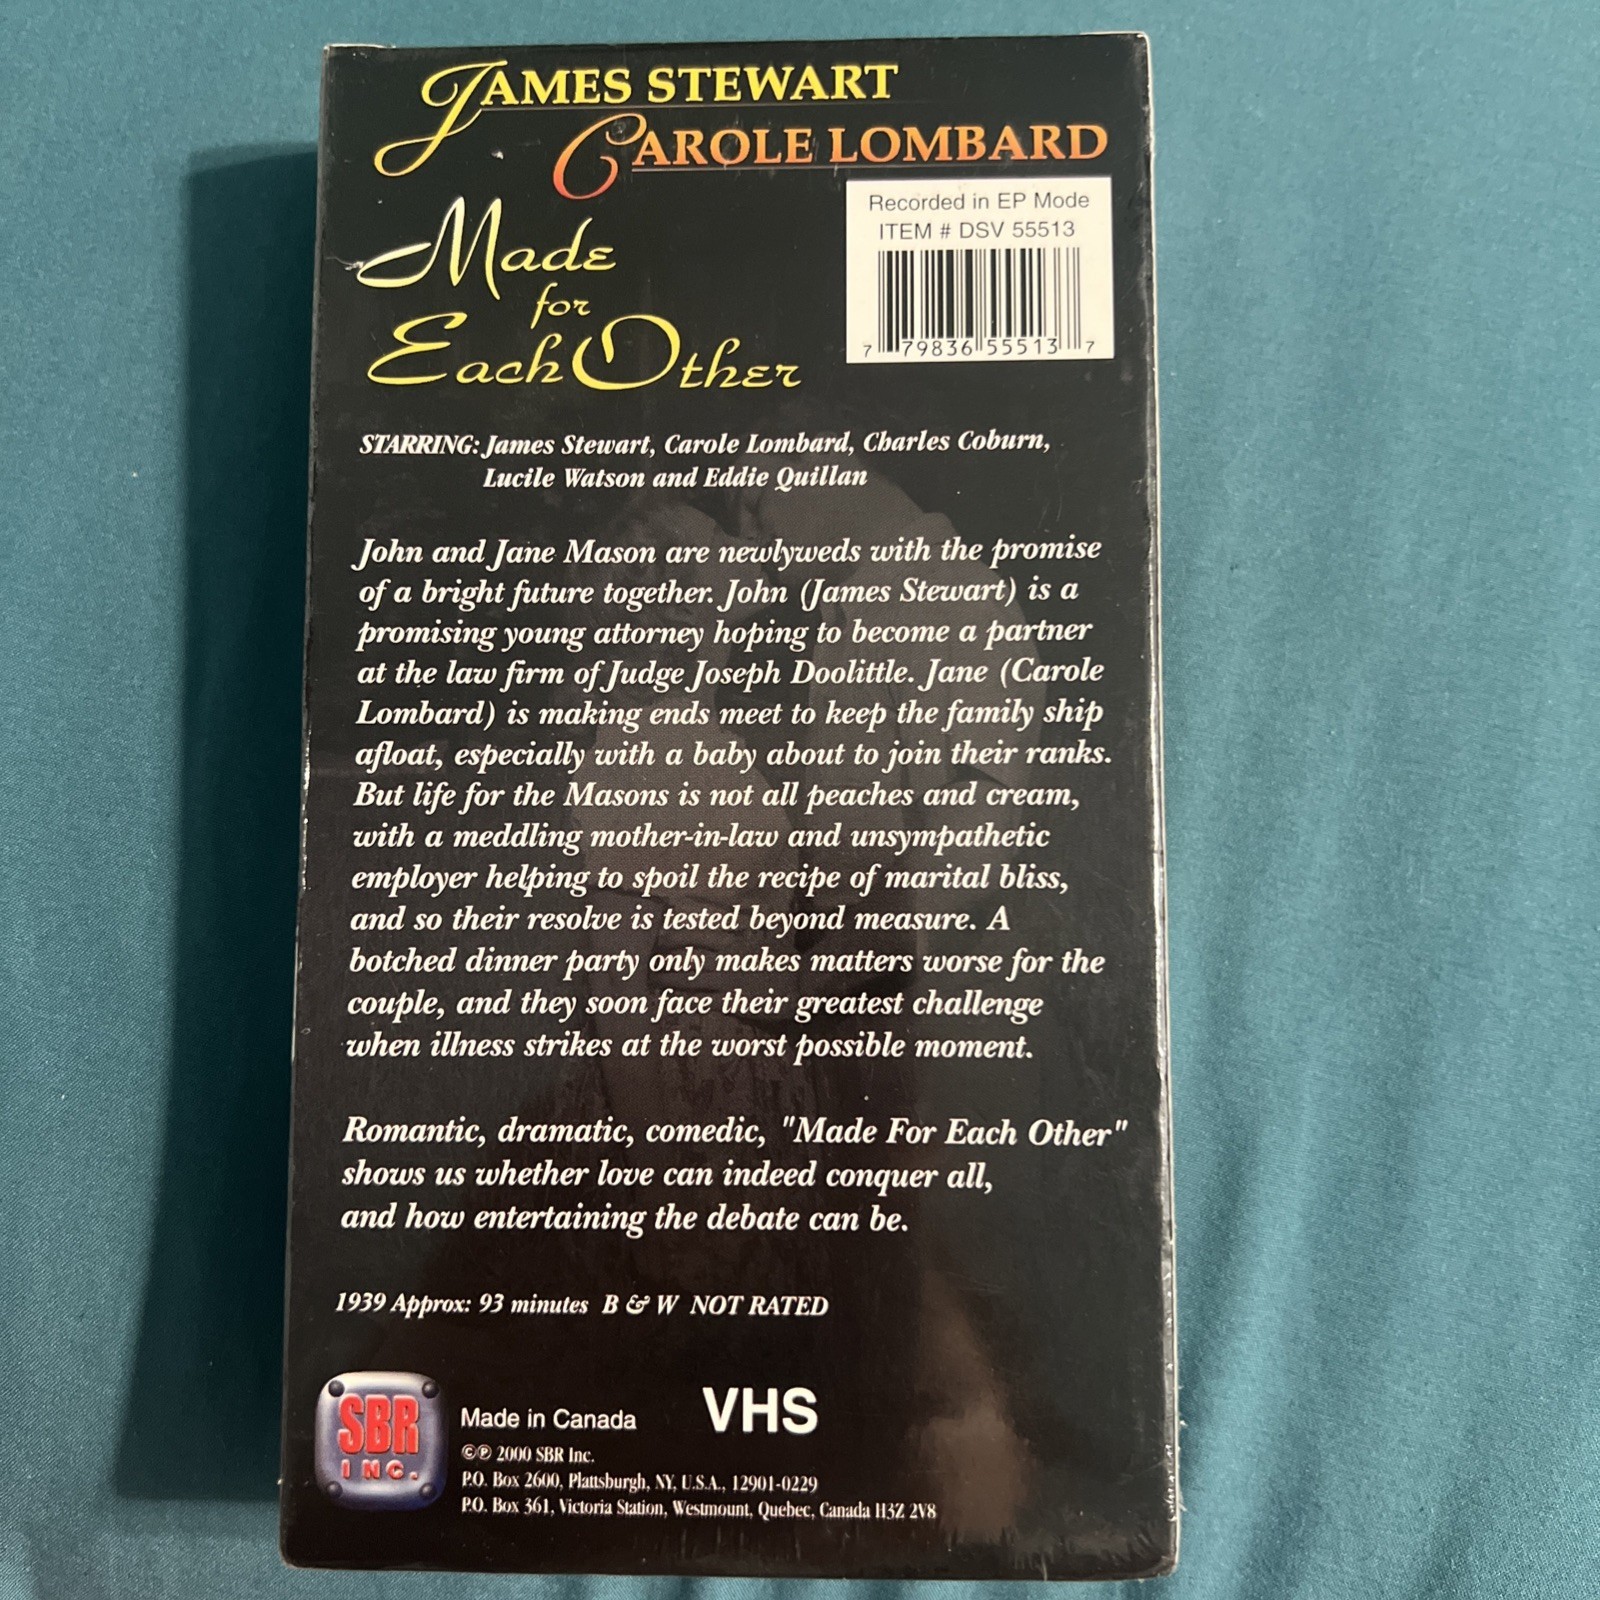 JAMES STEWART
CAROLE LOMBARD
Made
for
Each Other
Recorded in EP Mode
ITEM # DSV 55513
7 79836 55513 7
STARRING: James Stewart, Carole Lombard, Charles Coburn,
Lucile Watson and Eddie Quillan
John and Jane Mason are newlyweds with the promise
of a bright future together. John (James Stewart) is a
promising young attorney hoping to become a partner
at the law firm of Judge Joseph Doolittle. Jane (Carole
Lombard) is making ends meet to keep the family ship
afloat, especially with a baby about to join their ranks.
But life for the Masons is not all peaches and cream,
with a meddling mother-in-law and unsympathetic
employer helping to spoil the recipe of marital bliss,
and so their resolve is tested beyond measure. A
botched dinner party only makes matters worse for the
couple, and they soon face their greatest challenge
when illness strikes at the worst possible moment.
Romantic, dramatic, comedic, "Made For Each Other"
shows us whether love can indeed conquer all,
and how entertaining the debate can be.
1939 Approx: 93 minutes B & W NOT RATED
SBR
INC.
Made in Canada
VHS
©℗ 2000 SBR Inc.
P.O. Box 2600, Plattsburgh, NY, U.S.A., 12901-0229
P.O. Box 361, Victoria Station, Westmount, Quebec, Canada H3Z 2V8